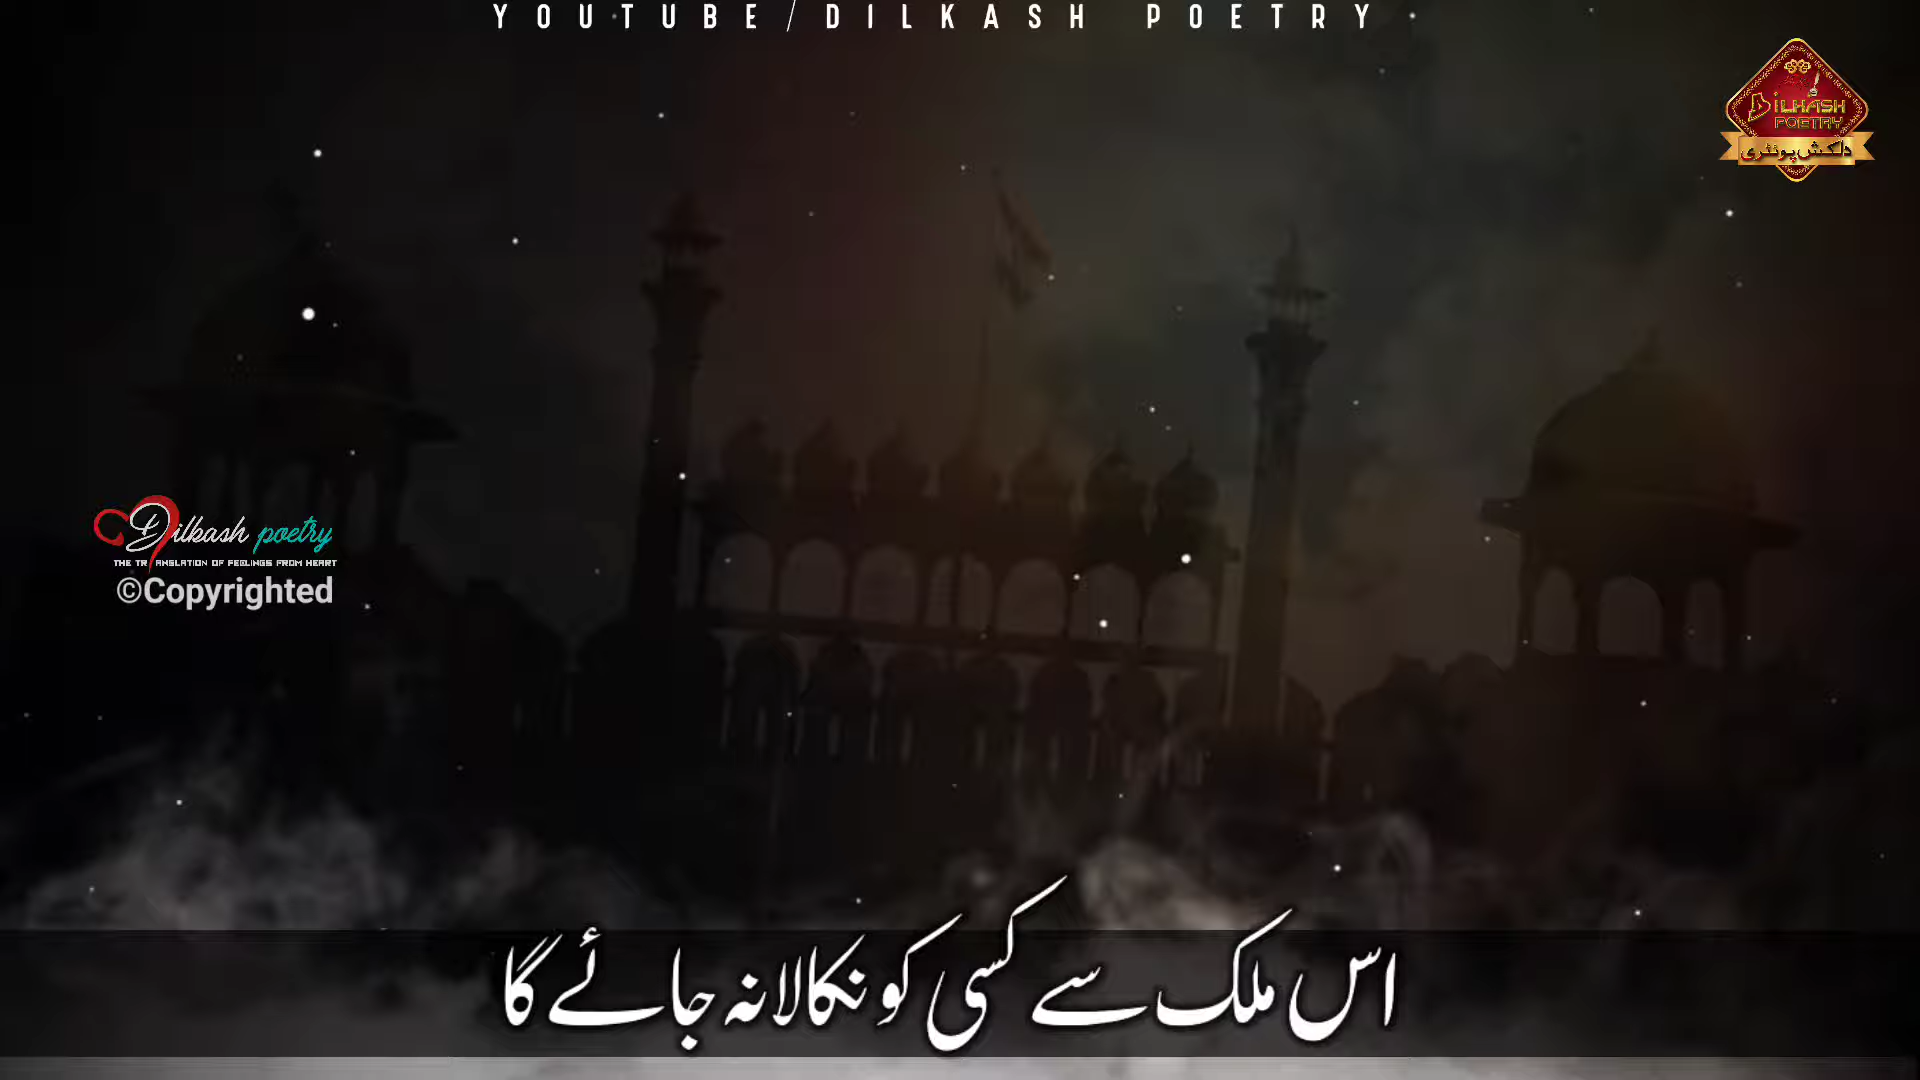 YOUTUBE/DILKASH POETRY
DILKASH
POETRY
دلکش پوئٹری
Dilkash poetry
THE TRANSLATION OF FEELINGS FROM HEART
©Copyrighted
اس ملک سے کسی کو نکالا نہ جائے گا